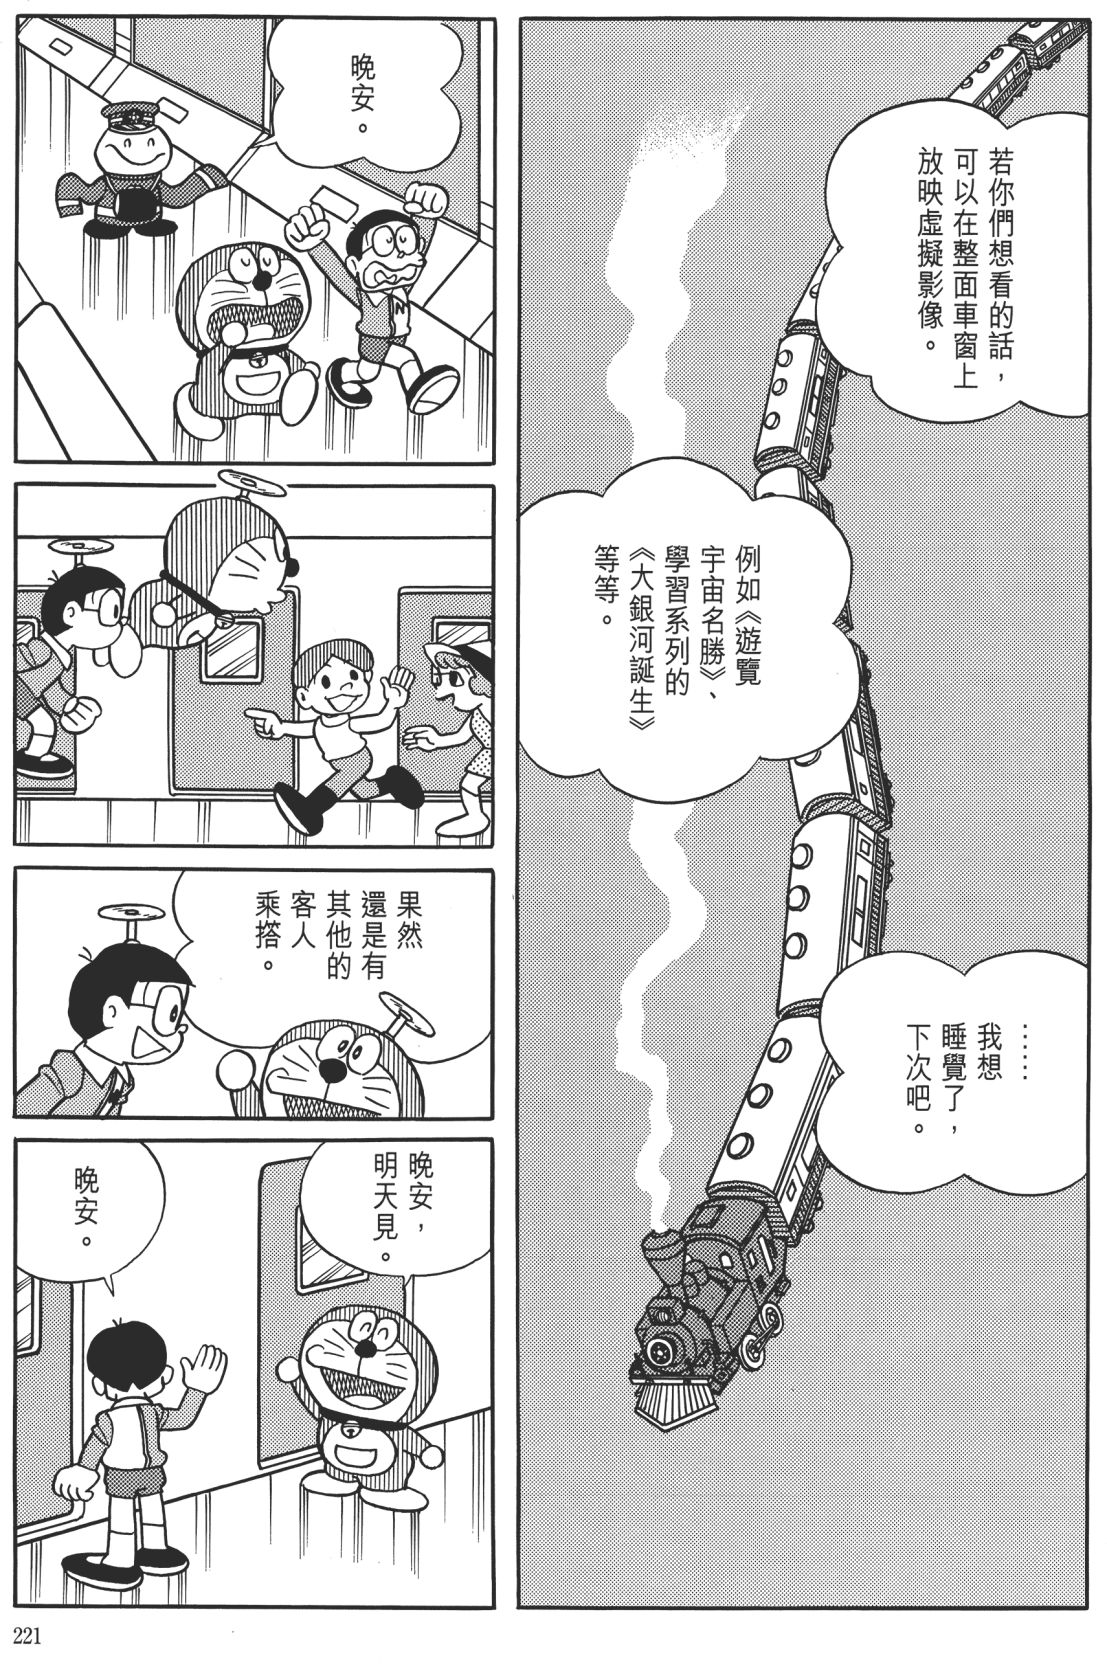 若你們想看的話，
可以在整面車窗上
放映虛擬影像。
例如《遊覽
宇宙名勝》、
學習系列的
《大銀河誕生》
等等。
……
我想
睡覺了，
下次吧。
晚安。
果然
還是有
其他的
客人
乘搭。
晚安，
明天見。
晚安。
N
221